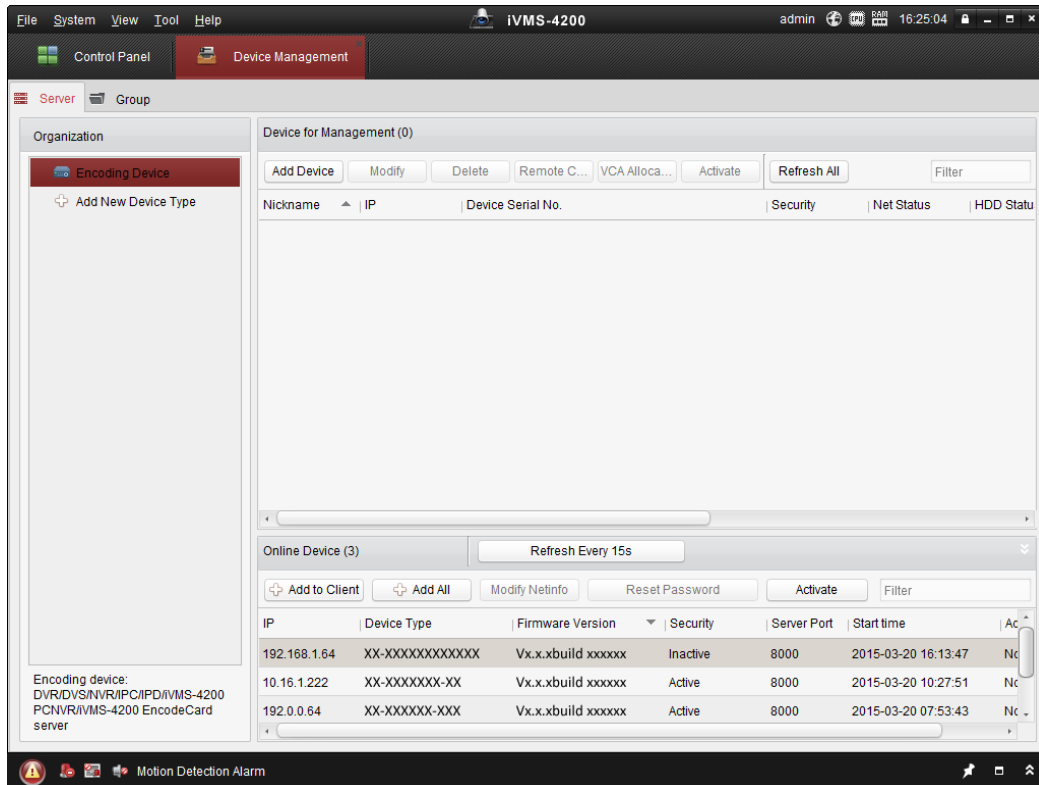 File System View Tool Help iVMS-4200 admin CPU RAM 16:25:04
Control Panel Device Management
Server Group
Organization
Encoding Device
Add New Device Type
Encoding device:
DVR/DVS/NVR/IPC/IPD/iVMS-4200
PCNVR/iVMS-4200 EncodeCard
server
Device for Management (0)
Add Device Modify Delete Remote C... VCA Alloca... Activate Refresh All Filter
Nickname IP Device Serial No. Security Net Status HDD Statu
Online Device (3) Refresh Every 15s
Add to Client Add All Modify Netinfo Reset Password Activate Filter
IP Device Type Firmware Version Security Server Port Start time Ac
192.168.1.64 XX-XXXXXXXXXXXX Vx.x.xbuild xxxxxx Inactive 8000 2015-03-20 16:13:47 No
10.16.1.222 XX-XXXXXXX-XX Vx.x.xbuild xxxxxx Active 8000 2015-03-20 10:27:51 No
192.0.0.64 XX-XXXXXX-XXX Vx.x.xbuild xxxxxx Active 8000 2015-03-20 07:53:43 No
Motion Detection Alarm